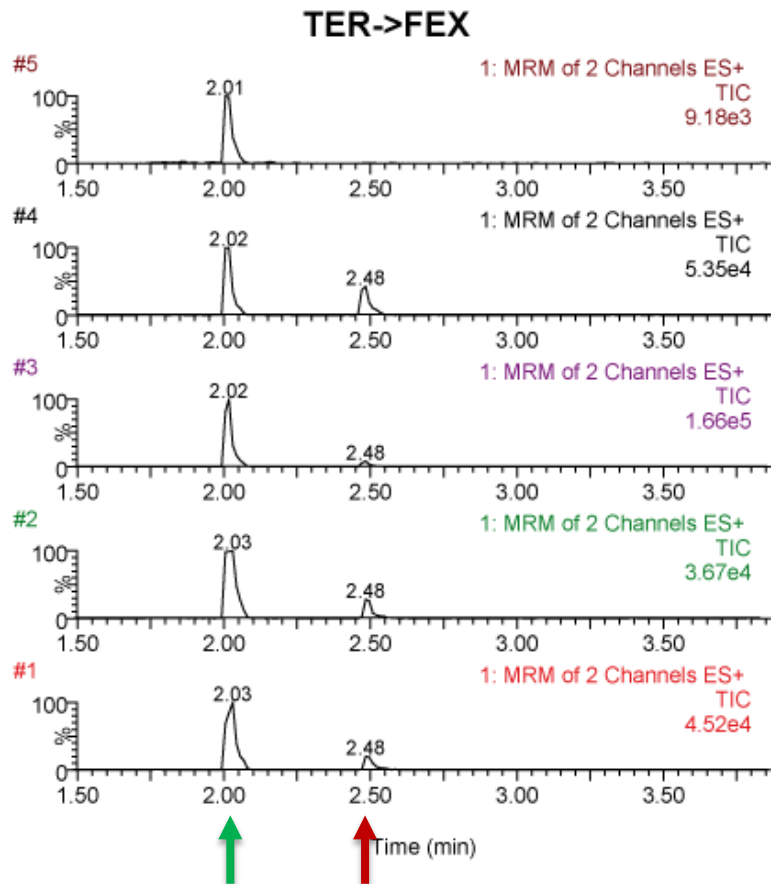 TER->FEX
#5
1: MRM of 2 Channels ES+
TIC
9.18e3
2.01
100
%
0
1.50 2.00 2.50 3.00 3.50
#4
1: MRM of 2 Channels ES+
TIC
5.35e4
2.02
2.48
100
%
0
1.50 2.00 2.50 3.00 3.50
#3
1: MRM of 2 Channels ES+
TIC
1.66e5
2.02
2.48
100
%
0
1.50 2.00 2.50 3.00 3.50
#2
1: MRM of 2 Channels ES+
TIC
3.67e4
2.03
2.48
100
%
0
1.50 2.00 2.50 3.00 3.50
#1
1: MRM of 2 Channels ES+
TIC
4.52e4
2.03
2.48
100
%
0
1.50 2.00 2.50 3.00 3.50
Time (min)